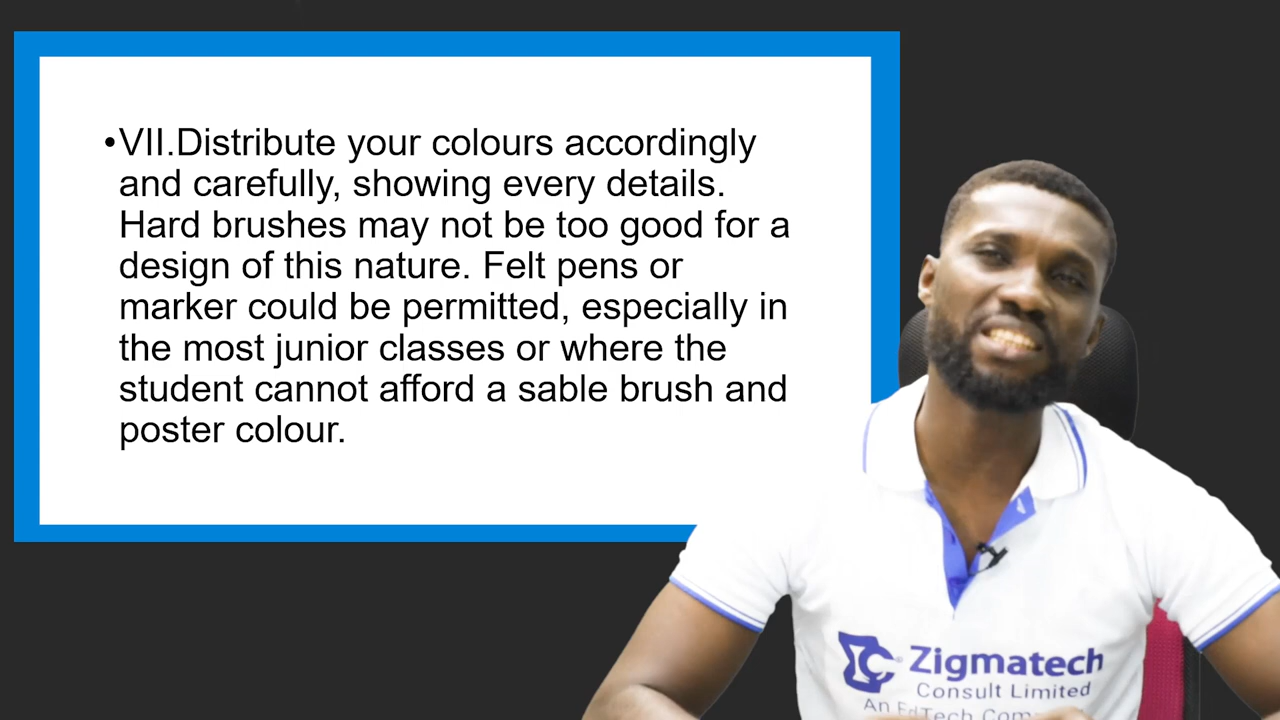 •VII.Distribute your colours accordingly
and carefully, showing every details.
Hard brushes may not be too good for a
design of this nature. Felt pens or
marker could be permitted, especially in
the most junior classes or where the
student cannot afford a sable brush and
poster colour.
Zigmatech
Consult Limited
An EdTech